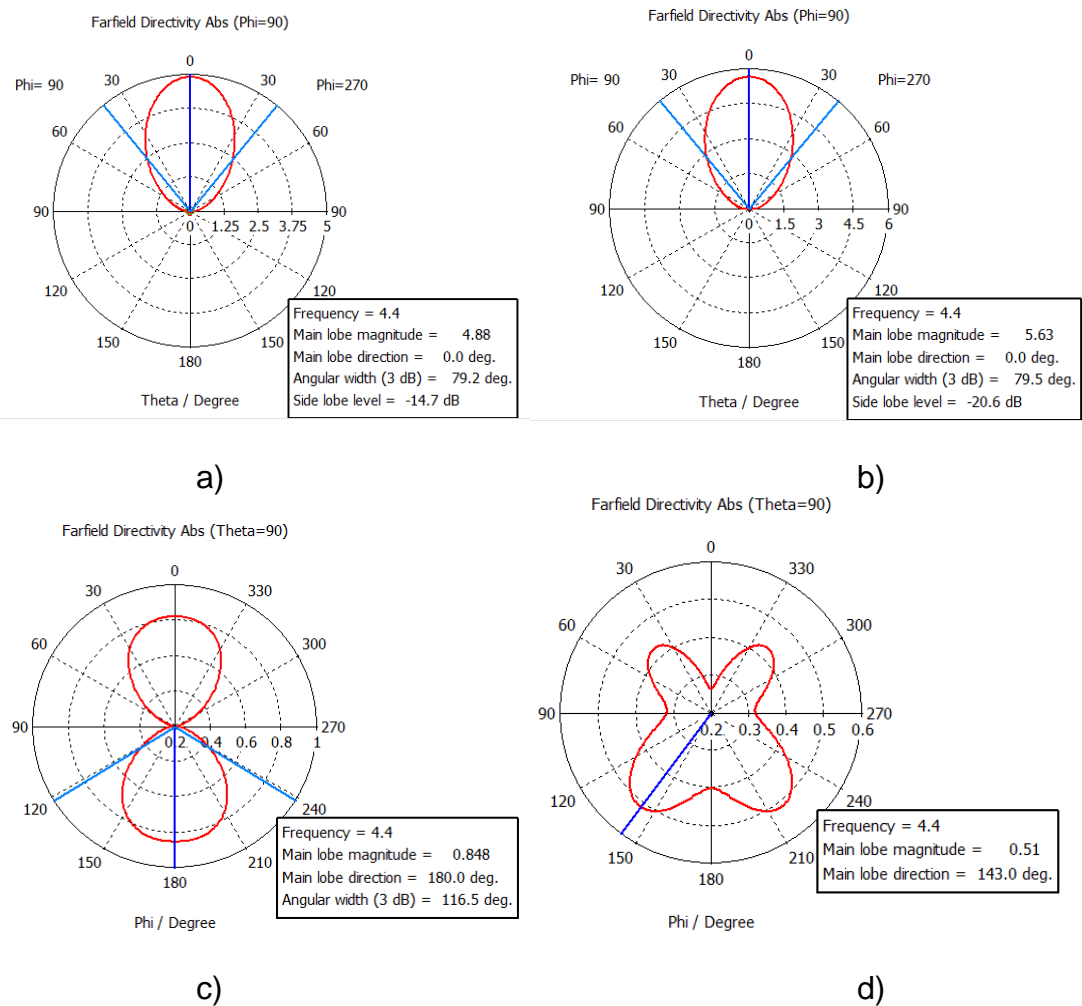 Farfield Directivity Abs (Phi=90)
0
30
30
Phi= 90
Phi=270
60
60
90
90
0 1.25 2.5 3.75 5
120
120
150
150
180
Theta / Degree
Frequency = 4.4
Main lobe magnitude = 4.88
Main lobe direction = 0.0 deg.
Angular width (3 dB) = 79.2 deg.
Side lobe level = -14.7 dB
a)
Farfield Directivity Abs (Phi=90)
0
30
30
Phi= 90
Phi=270
60
60
90
90
0 1.5 3 4.5 6
120
120
150
150
180
Theta / Degree
Frequency = 4.4
Main lobe magnitude = 5.63
Main lobe direction = 0.0 deg.
Angular width (3 dB) = 79.5 deg.
Side lobe level = -20.6 dB
b)
Farfield Directivity Abs (Theta=90)
0
30
330
60
300
90
270
0.2 0.4 0.6 0.8 1
120
240
150
210
180
Phi / Degree
Frequency = 4.4
Main lobe magnitude = 0.848
Main lobe direction = 180.0 deg.
Angular width (3 dB) = 116.5 deg.
c)
Farfield Directivity Abs (Theta=90)
0
30
330
60
300
90
270
0.2 0.3 0.4 0.5 0.6
120
240
150
210
180
Phi / Degree
Frequency = 4.4
Main lobe magnitude = 0.51
Main lobe direction = 143.0 deg.
d)